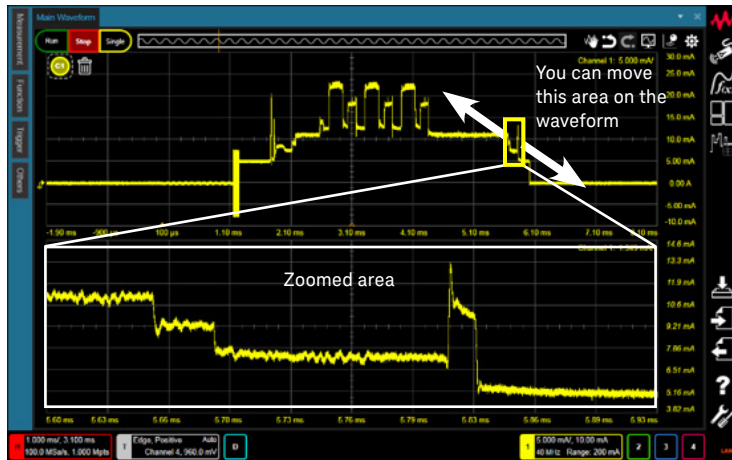 Main Waveform
Measurement
Function
Trigger
Others
Run
Stop
Single
C1
Channel 1: 5.000 mA/
30.0 mA
25.0 mA
20.0 mA
15.0 mA
10.0 mA
5.00 mA
0.00 A
-5.00 mA
-10.0 mA
You can move
this area on the
waveform
-1.90 ms -900 µs 100 µs 1.10 ms 2.10 ms 3.10 ms 4.10 ms 5.10 ms 6.10 ms 7.10 ms 8.10 ms
Zoomed area
14.6 mA
13.3 mA
11.9 mA
10.6 mA
9.21 mA
7.86 mA
6.51 mA
5.16 mA
3.82 mA
5.60 ms 5.63 ms 5.66 ms 5.70 ms 5.73 ms 5.76 ms 5.79 ms 5.83 ms 5.86 ms 5.89 ms 5.93 ms
H
1.000 ms/, 3.100 ms
100.0 MSa/s, 1.000 Mpts
T
Edge, Positive Auto
Channel 4, 960.0 mV
D
1
5.000 mA/, 10.00 mA
40 MHz Range: 200 mA
2
3
4
LAN